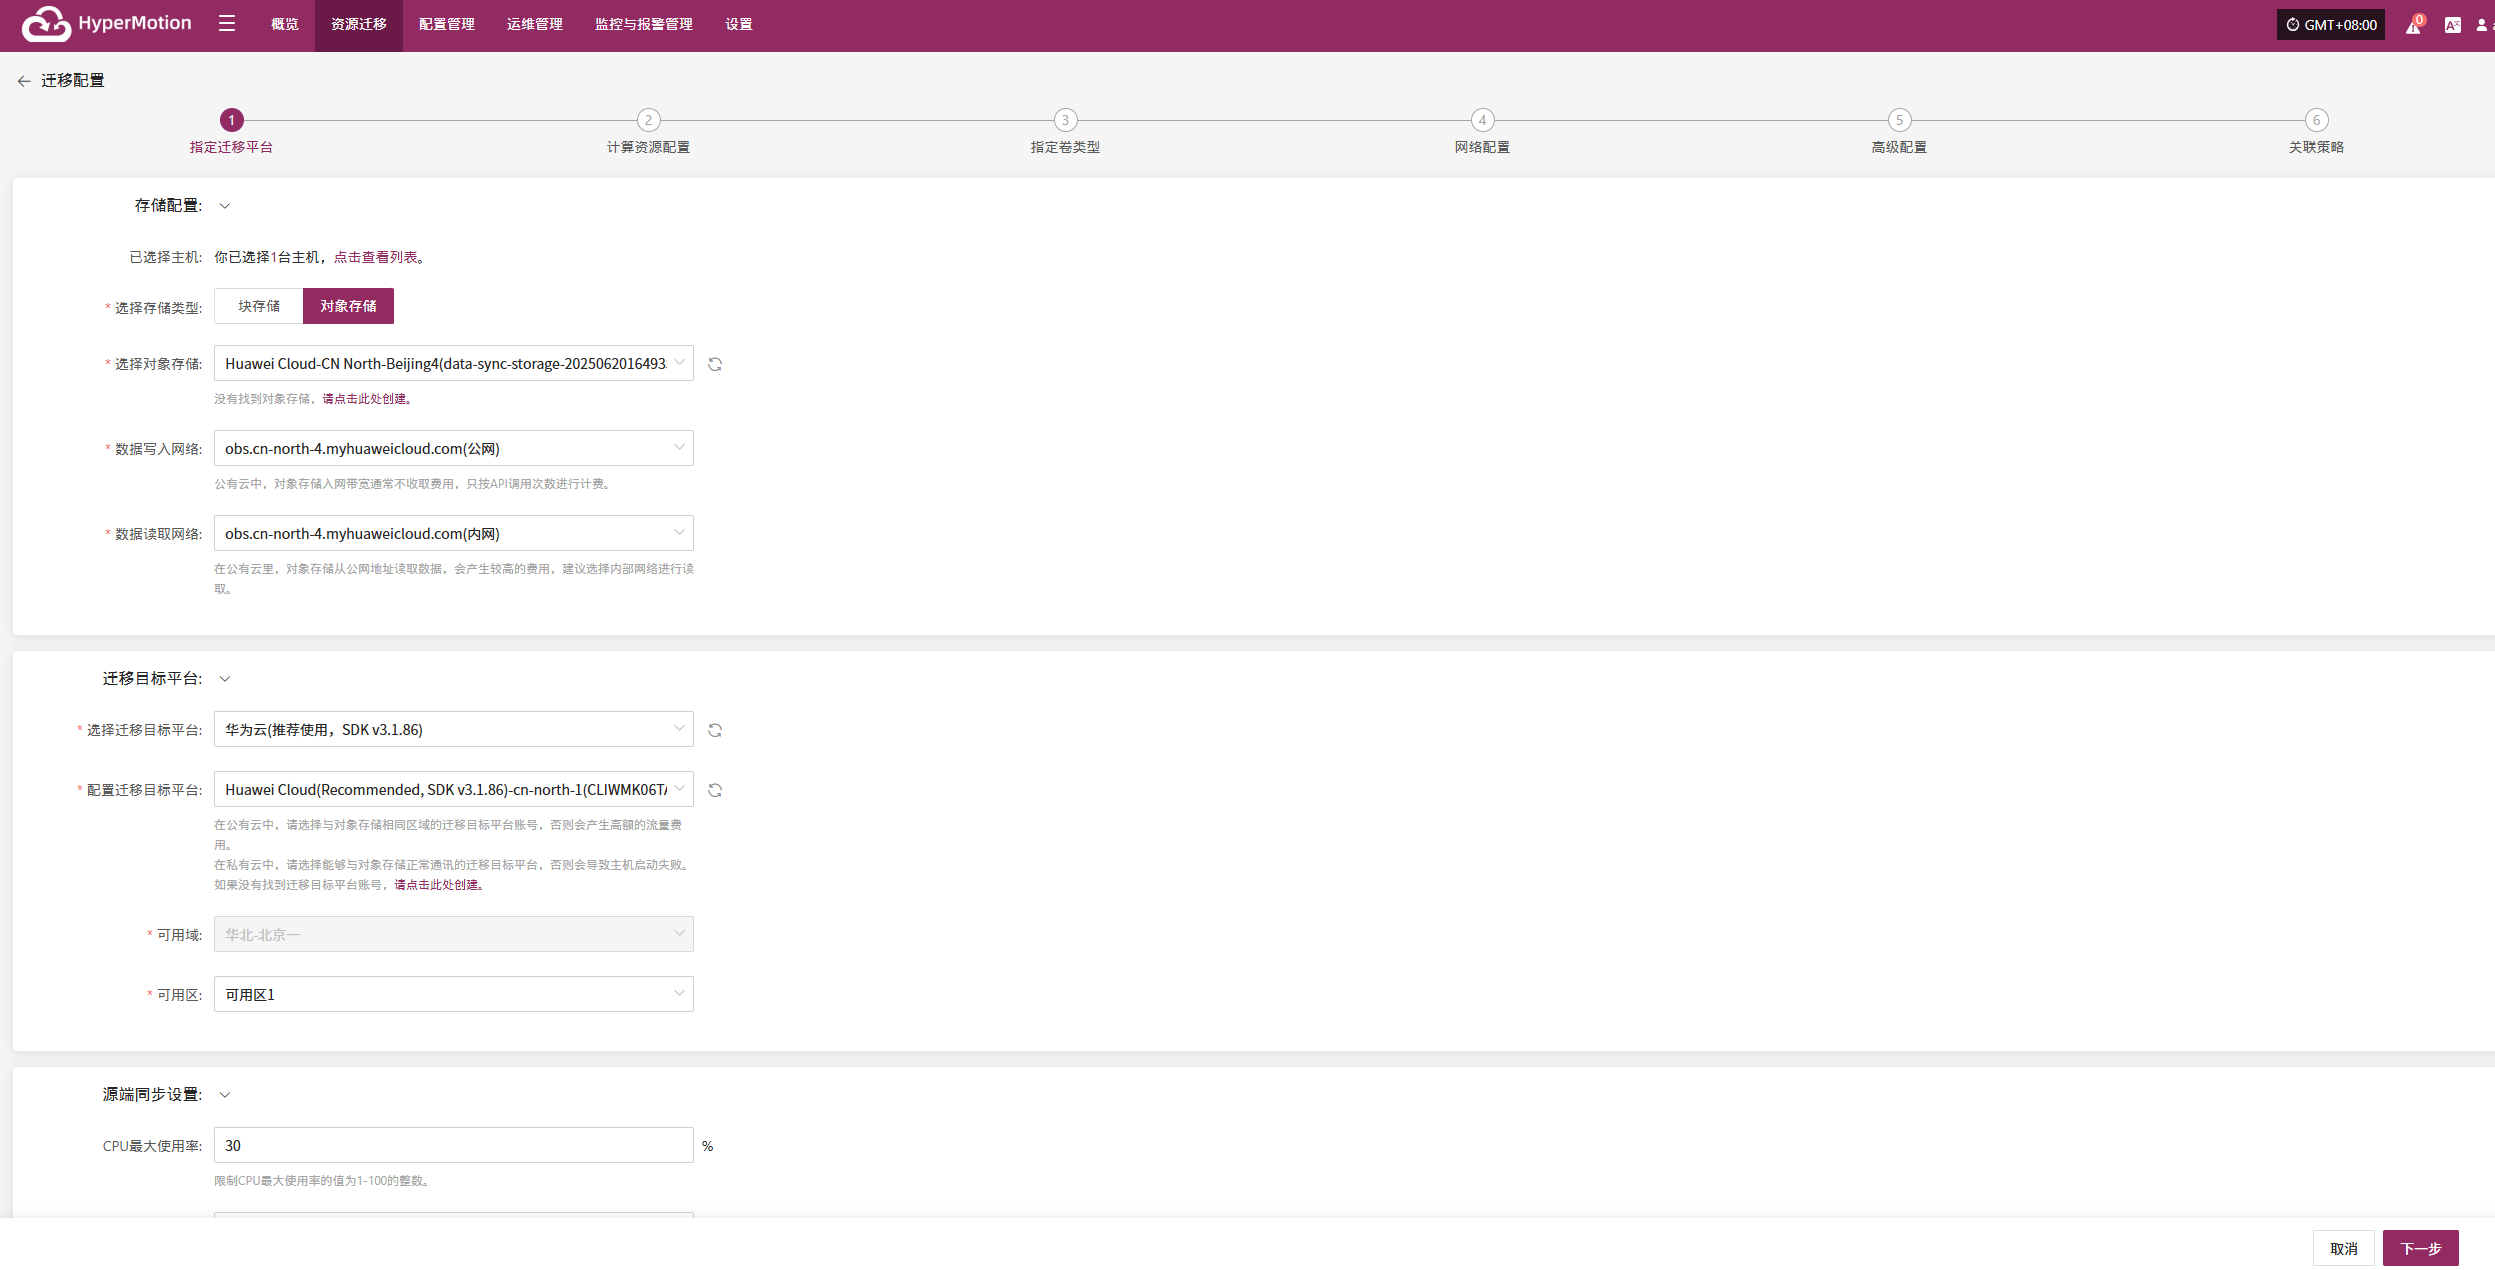 HyperMotion 概览 资源迁移 配置管理 运维管理 监控与报警管理 设置 GMT+08:00 0
迁移配置
1 2 3 4 5 6
指定迁移平台 计算资源配置 指定卷类型 网络配置 高级配置 关联策略
存储配置:
已选择主机: 你已选择1台主机，点击查看列表。
* 选择存储类型: 块存储 对象存储
* 选择对象存储: Huawei Cloud-CN North-Beijing4(data-sync-storage-2025062016493
没有找到对象存储，请点击此处创建。
* 数据写入网络: obs.cn-north-4.myhuaweicloud.com(公网)
公有云中，对象存储入网带宽通常不收取费用，只按API调用次数进行计费。
* 数据读取网络: obs.cn-north-4.myhuaweicloud.com(内网)
在公有云里，对象存储从公网地址读取数据，会产生较高的费用，建议选择内部网络进行读
取。
迁移目标平台:
* 选择迁移目标平台: 华为云(推荐使用，SDK v3.1.86)
* 配置迁移目标平台: Huawei Cloud(Recommended, SDK v3.1.86)-cn-north-1(CLIWMK06TA
在公有云中，请选择与对象存储相同区域的迁移目标平台账号，否则会产生高额的流量费
用。
在私有云中，请选择能够与对象存储正常通讯的迁移目标平台，否则会导致主机启动失败。
如果没有找到迁移目标平台账号，请点击此处创建。
* 可用域: 华北-北京一
* 可用区: 可用区1
源端同步设置:
CPU最大使用率: 30 %
限制CPU最大使用率的值为1-100的整数。
取消 下一步